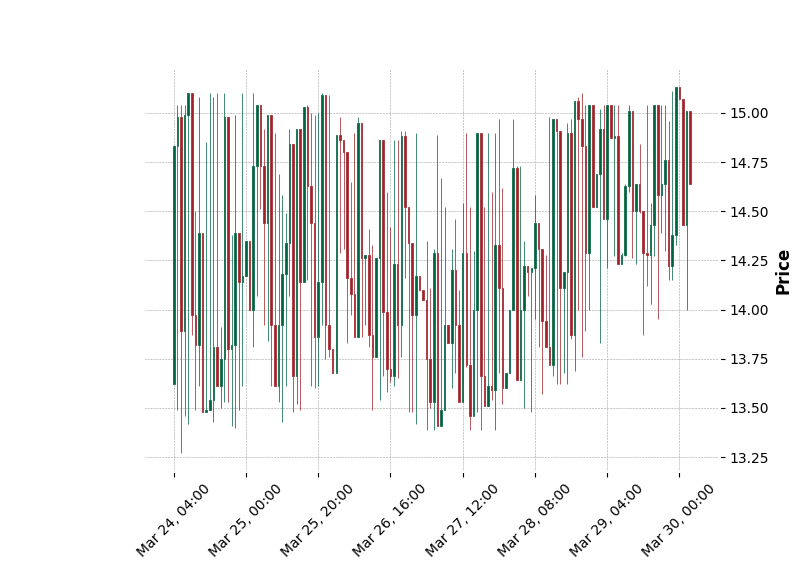 15.00
14.75
14.50
14.25
14.00
13.75
13.50
13.25
Price
Mar 24, 04:00
Mar 25, 00:00
Mar 25, 20:00
Mar 26, 16:00
Mar 27, 12:00
Mar 28, 08:00
Mar 29, 04:00
Mar 30, 00:00